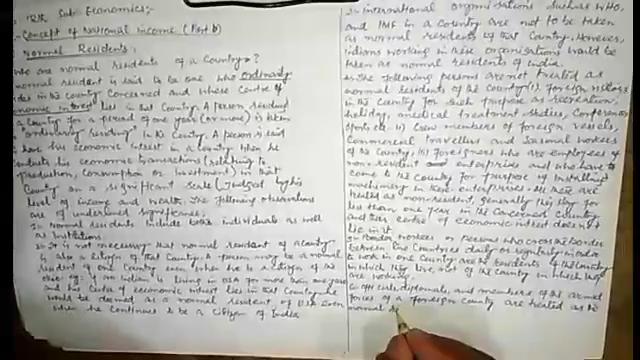 12th Sub Economics:-
Concept of National income (Part b)
Normal Residents:
Who are normal residents of a country?
normal resident is said to be one who ordinarily
in the country concerned and whose centre of
economic interest lies in that country. A person residing
a country for a period of one year (or more) is taken
"ordinarily residing" in the country. A person is said
have his economic interest in a country when he
conducts his economic transactions (relating to
production, consumption or investment) in that
country on a significant scale (Judged by his
level of income and wealth. The following observations
are of underlined significance.
Normal residents include both individuals as well
as institutions
It is not necessary that normal resident of a country
is also a citizen of that country. A person may be a normal
resident of one country even when he is a citizen of the
other. eg: an Indian is living in USA for more than one year
and his centre of economic interest lies in that country he
would be deemed as a normal resident of USA even
when he continues to be a citizen of India
In international organisations such as WHO,
and IMF in a country are not to be taken
as normal residents of that country. However,
idians working in these organisations would be
taken as normal residents of India.
The following persons are not treated as
normal residents of the country: (i) foreign visitors
in the country for such purpose as recreation,
holiday, medical treatment, studies, conferences
sports etc. ii) Crew members of foreign vessels,
Commercial travellers and seasonal workers
of the country. foreigners who are employees of
non-resident enterprises and who have
come to the country for purpose of installing
machinery in these enterprises. All these are
treated as non-resident, generally they stay for
less than one year in the concerned country
and their centre of economic interest does not
lie in it.
Border workers or persons who cross the border
between two countries daily or regularly in order
to work in one country are the residents of the country
in which they live, not of the country in which they
are
officials, diplomats, and members of the armed
forces of a foreign country are treated as the
normal